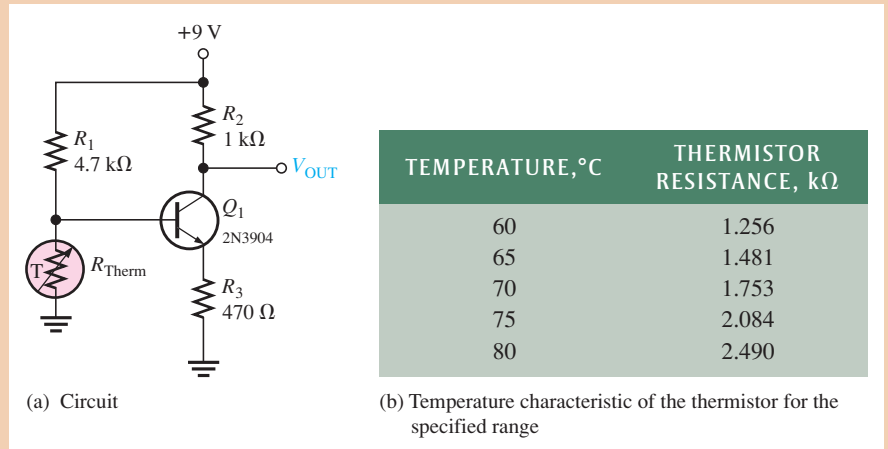 +9 V
R2
1 kΩ
R1
4.7 kΩ
VOUT
Q1
2N3904
T
RTherm
R3
470 Ω
(a) Circuit
TEMPERATURE,°C
THERMISTOR
RESISTANCE, kΩ
60 1.256
65 1.481
70 1.753
75 2.084
80 2.490
(b) Temperature characteristic of the thermistor for the
specified range